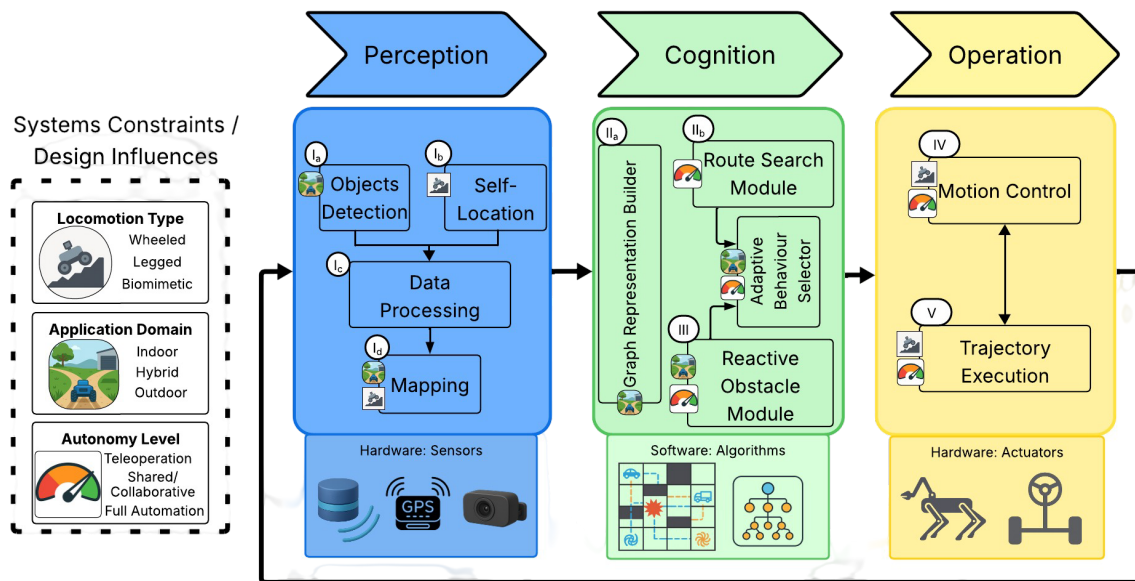 Perception
Cognition
Operation
Systems Constraints /
Design Influences
Locomotion Type
Wheeled
Legged
Biomimetic
Application Domain
Indoor
Hybrid
Outdoor
Autonomy Level
Teleoperation
Shared/
Collaborative
Full Automation
Ia
Objects
Detection
Ib
Self-
Location
Ic
Data
Processing
Id
Mapping
Hardware: Sensors
GPS
IIa
Graph Representation Builder
IIb
Route Search
Module
Adaptive
Behaviour
Selector
III
Reactive
Obstacle
Module
Software: Algorithms
IV
Motion Control
V
Trajectory
Execution
Hardware: Actuators